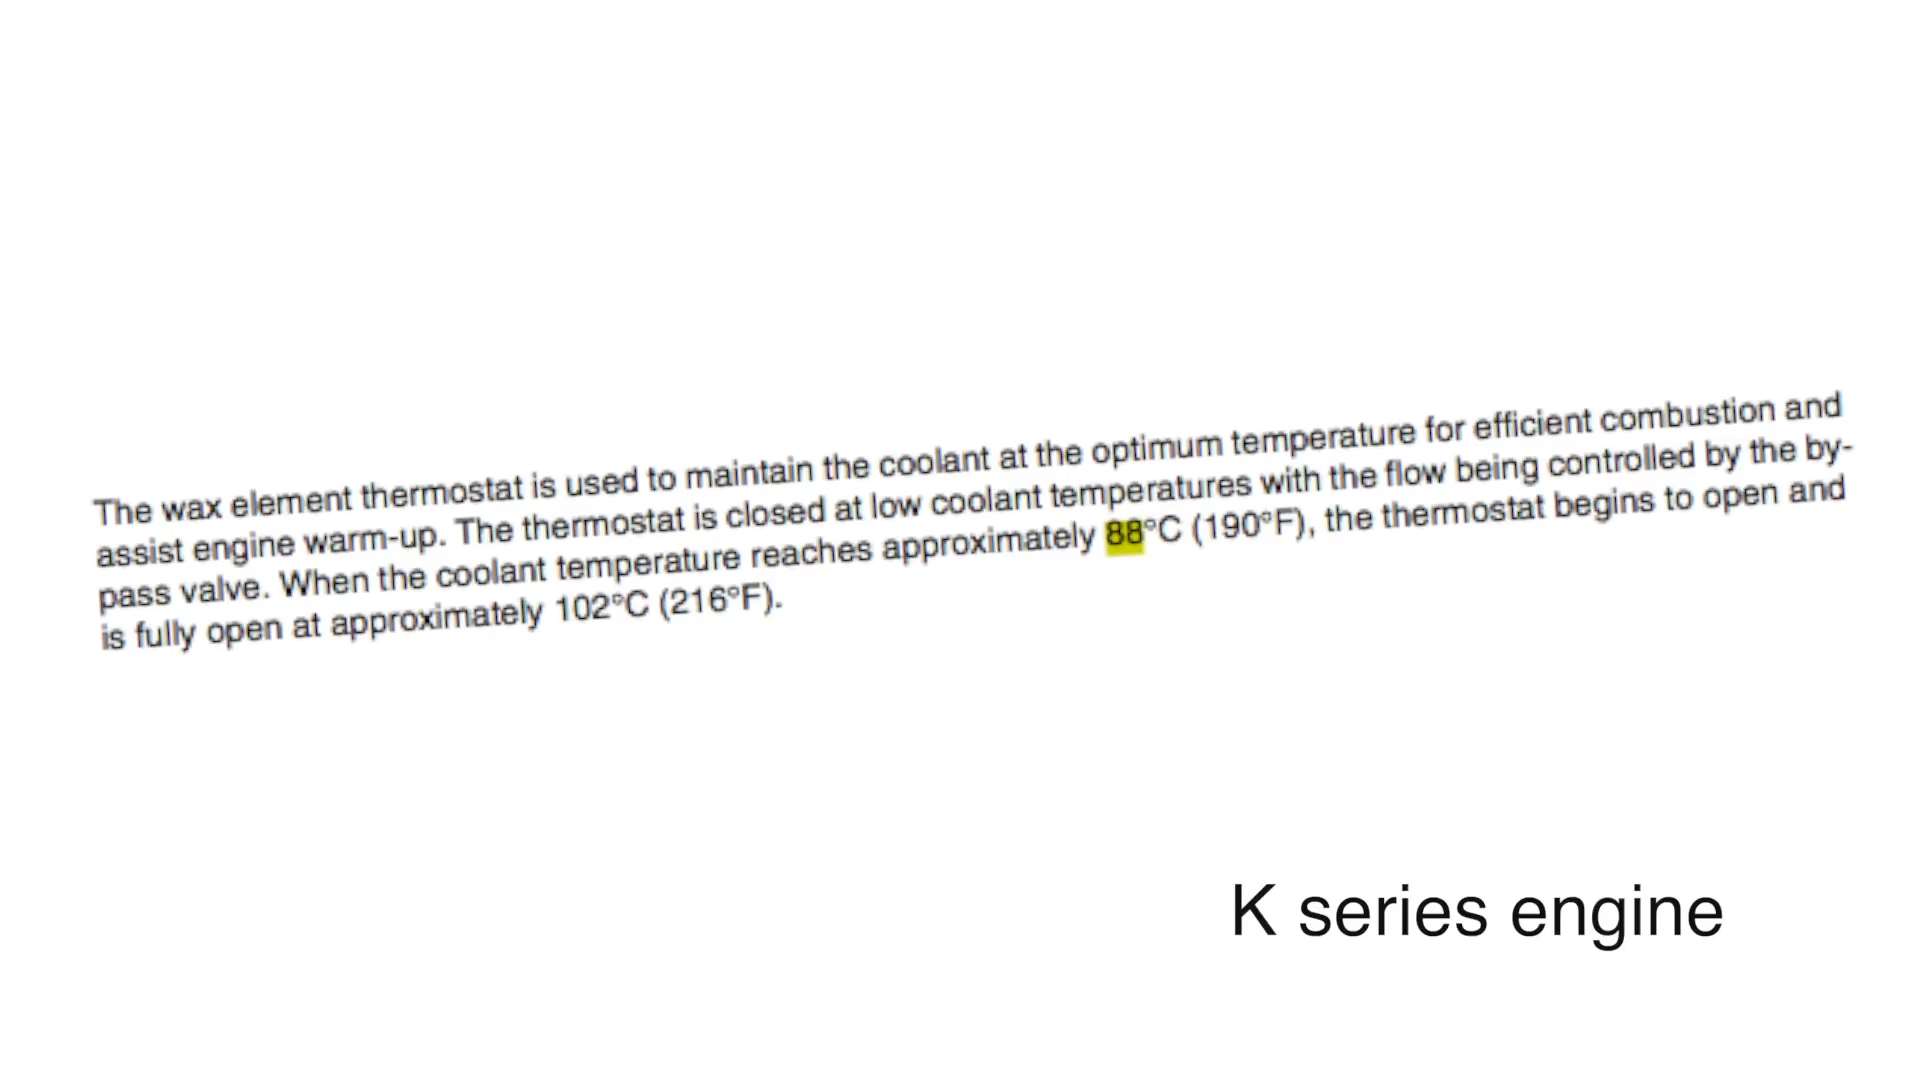 The wax element thermostat is used to maintain the coolant at the optimum temperature for efficient combustion and
assist engine warm-up. The thermostat is closed at low coolant temperatures with the flow being controlled by the by-
pass valve. When the coolant temperature reaches approximately 88°C (190°F), the thermostat begins to open and
is fully open at approximately 102°C (216°F).
K series engine